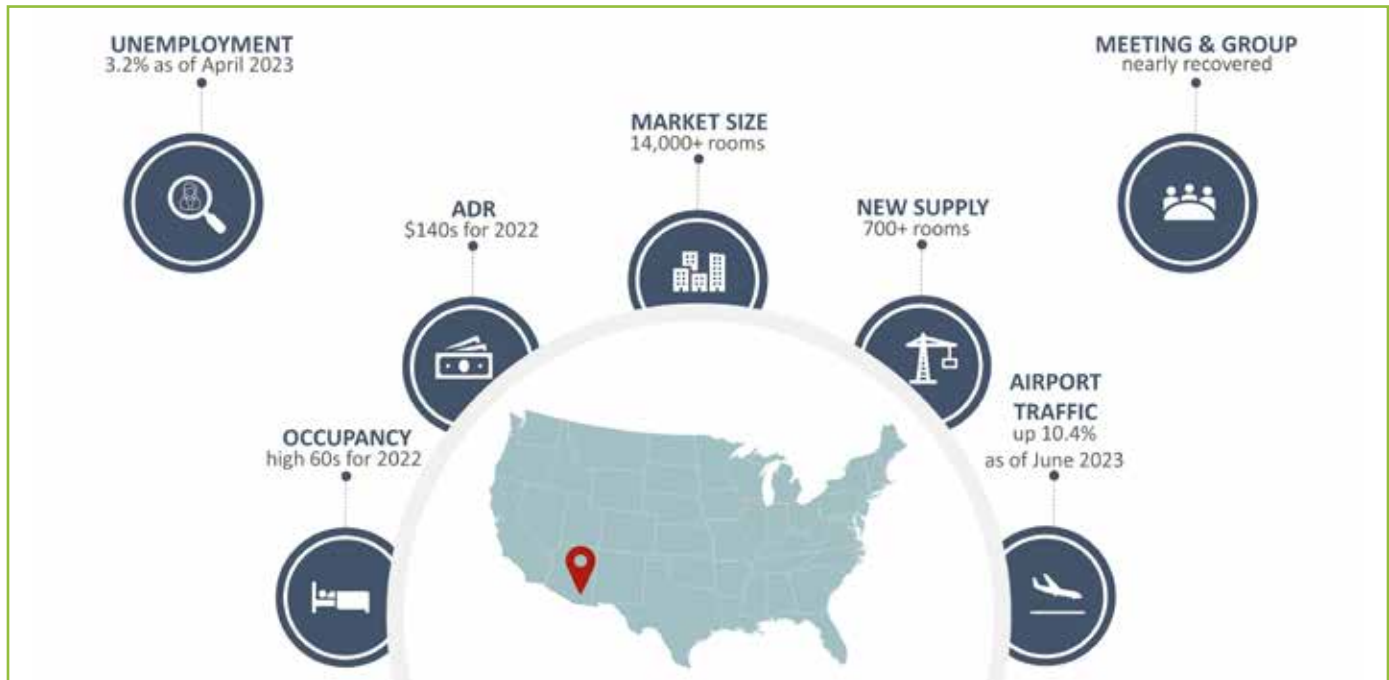 UNEMPLOYMENT
3.2% as of April 2023
MEETING & GROUP
nearly recovered
MARKET SIZE
14,000+ rooms
ADR
$140s for 2022
NEW SUPPLY
700+ rooms
AIRPORT
TRAFFIC
up 10.4%
as of June 2023
OCCUPANCY
high 60s for 2022